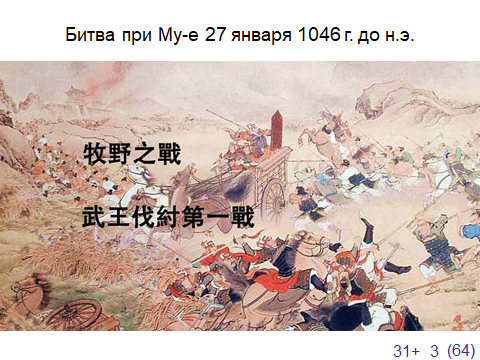 Битва при Му-е 27 января 1046 г. до н.э.
牧野之戰
武王伐紂第一戰
31+ 3 (64)